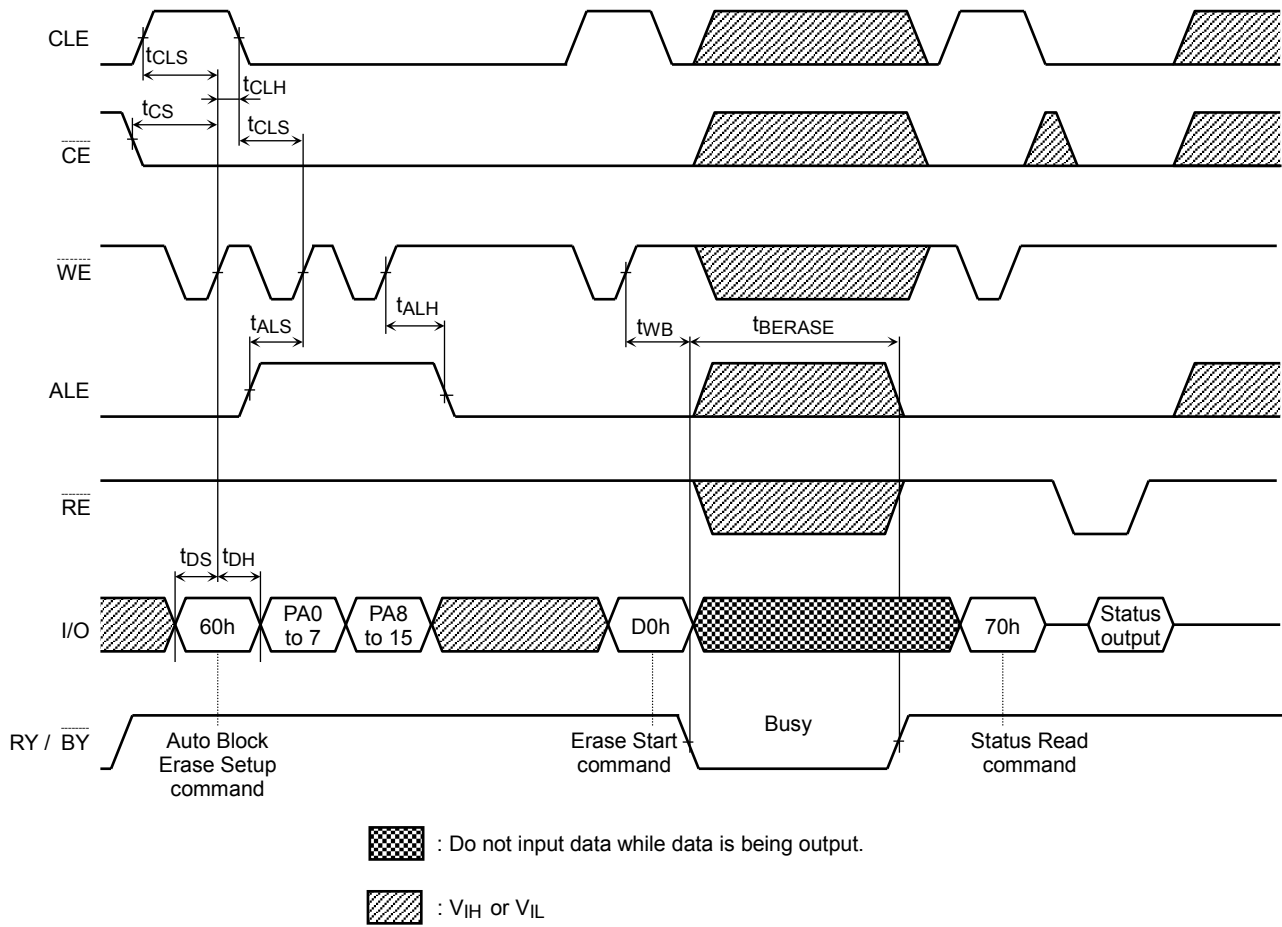 CLE
tCLS
tCLH
tCS
tCLS
CE
WE
tALS
tALH
tWB
tBERASE
ALE
RE
tDS
tDH
I/O
60h
PA0
to 7
PA8
to 15
D0h
70h
Status
output
RY / BY
Busy
Auto Block
Erase Setup
command
Erase Start
command
Status Read
command
: Do not input data while data is being output.
: VIH or VIL